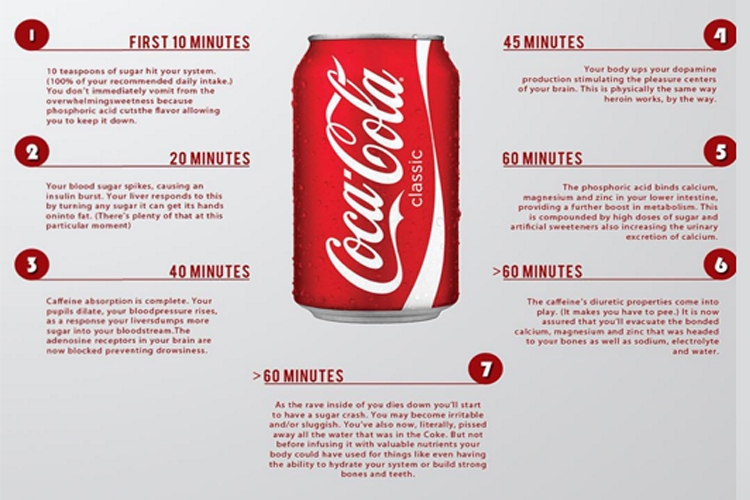 1
FIRST 10 MINUTES
10 teaspoons of sugar hit your system.
(100% of your recommended daily intake.)
You don't immediately vomit from the
overwhelmingsweetness because
phosphoric acid cutsthe flavor allowing
you to keep it down.
2
20 MINUTES
Your blood sugar spikes, causing an
insulin burst. Your liver responds to this
by turning any sugar it can get its hands
oninto fat. (There's plenty of that at this
particular moment)
3
40 MINUTES
Caffeine absorption is complete. Your
pupils dilate, your bloodpressure rises,
as a response your liversdumps more
sugar into your bloodstream.The
adenosine receptors in your brain are
now blocked preventing drowsiness.
Coca-Cola
classic
45 MINUTES
4
Your body ups your dopamine
production stimulating the pleasure centers
of your brain. This is physically the same way
heroin works, by the way.
60 MINUTES
5
The phosphoric acid binds calcium,
magnesium and zinc in your lower intestine,
providing a further boost in metabolism. This
is compounded by high doses of sugar and
artificial sweeteners also increasing the urinary
excretion of calcium.
>60 MINUTES
6
The caffeine's diuretic properties come into
play. (It makes you have to pee.) It is now
assured that you'll evacuate the bonded
calcium, magnesium and zinc that was headed
to your bones as well as sodium, electrolyte
and water.
>60 MINUTES
7
As the rave inside of you dies down you'll start
to have a sugar crash. You may become irritable
and/or sluggish. You've also now, literally, pissed
away all the water that was in the Coke. But not
before infusing it with valuable nutrients your
body could have used for things like even having
the ability to hydrate your system or build strong
bones and teeth.